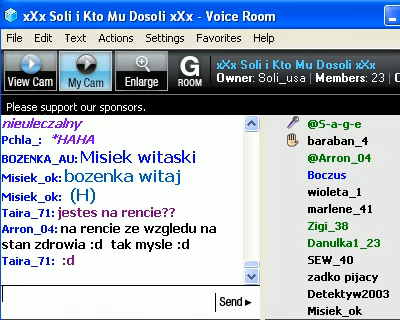 xXx Soli i Kto Mu Dosoli xXx - Voice Room
File Edit Text Actions Settings Favorites Help
View Cam
My Cam
Enlarge
G
ROOM
xXx Soli i Kto Mu Dosoli xXx
Owner: Soli_usa | Members: 23 |
Please support our sponsors.
nieuleczalny
Pchla_: *HAHA
BOZENKA_AU: Misiek witaski
Misiek_ok: bozenka witaj
Misiek_ok: (H)
Taira_71: jestes na rencie??
Arron_04: na rencie ze wzgledu na
stan zdrowia :d tak mysle :d
Taira_71: :d
Send
@S-a-g-e
baraban_4
@Arron_04
Boczus
wioleta_1
marlene_41
Zigi_38
Danulka1_23
SEW_40
zadko pijacy
Detektyw2003
Misiek_ok